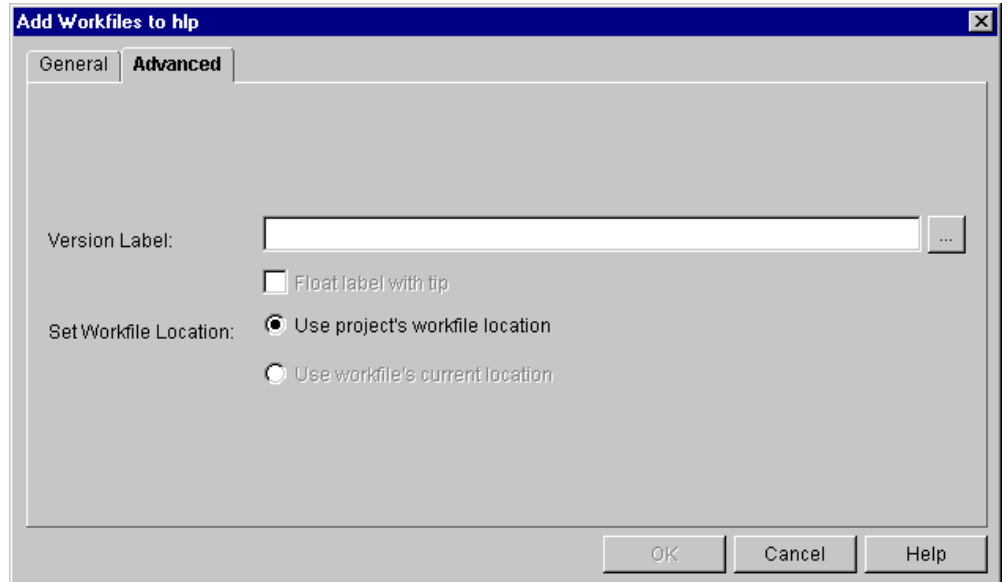 Add Workfiles to hlp
General Advanced
Version Label:
...
Float label with tip
Set Workfile Location: Use project's workfile location
Use workfile's current location
OK Cancel Help